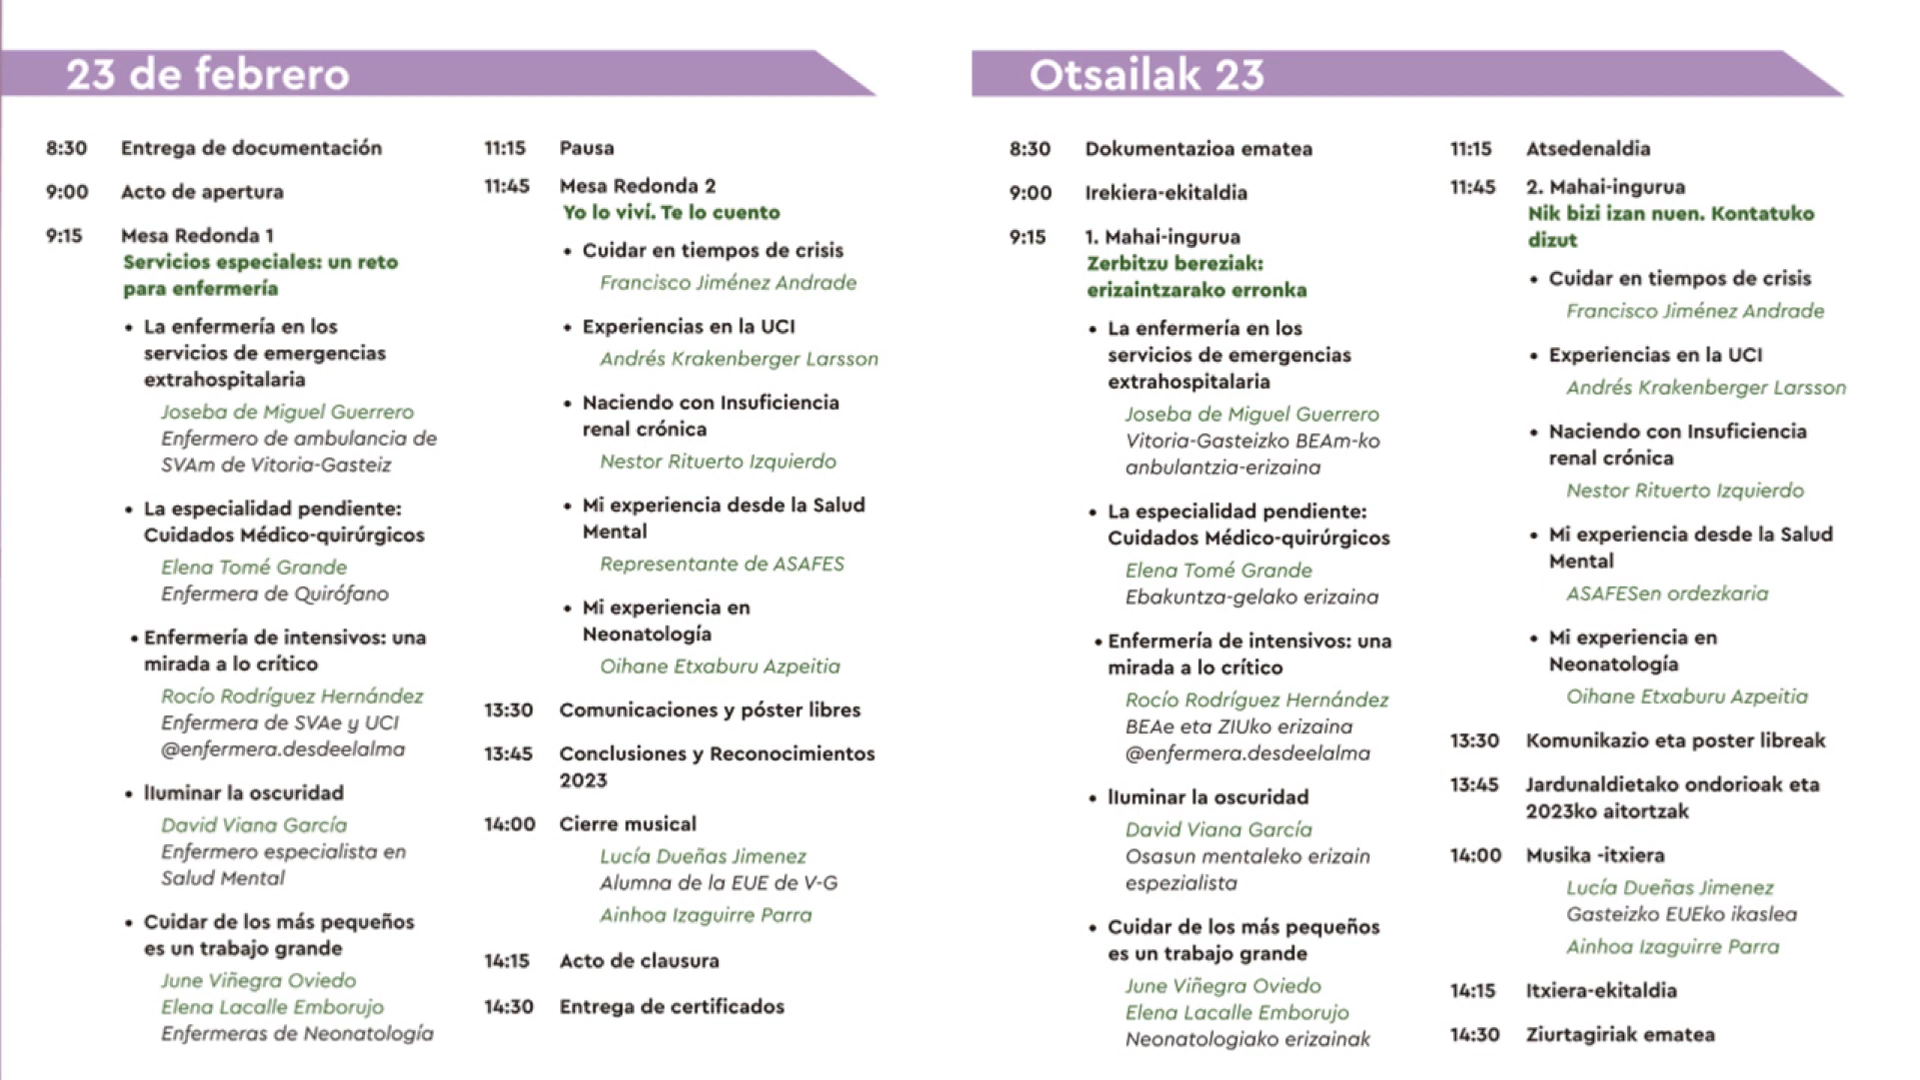 23 de febrero
8:30 Entrega de documentación
9:00 Acto de apertura
9:15 Mesa Redonda 1
Servicios especiales: un reto
para enfermería
• La enfermería en los
servicios de emergencias
extrahospitalaria
Joseba de Miguel Guerrero
Enfermero de ambulancia de
SVAm de Vitoria-Gasteiz
• La especialidad pendiente:
Cuidados Médico-quirúrgicos
Elena Tomé Grande
Enfermera de Quirófano
• Enfermería de intensivos: una
mirada a lo crítico
Rocío Rodríguez Hernández
Enfermera de SVAe y UCI
@enfermera.desdeelalma
• Iluminar la oscuridad
David Viana García
Enfermero especialista en
Salud Mental
• Cuidar de los más pequeños
es un trabajo grande
June Viñegra Oviedo
Elena Lacalle Emborujo
Enfermeras de Neonatología
11:15 Pausa
11:45 Mesa Redonda 2
Yo lo viví. Te lo cuento
• Cuidar en tiempos de crisis
Francisco Jiménez Andrade
• Experiencias en la UCI
Andrés Krakenberger Larsson
• Naciendo con Insuficiencia
renal crónica
Nestor Rituerto Izquierdo
• Mi experiencia desde la Salud
Mental
Representante de ASAFES
• Mi experiencia en
Neonatología
Oihane Etxaburu Azpeitia
13:30 Comunicaciones y póster libres
13:45 Conclusiones y Reconocimientos
2023
14:00 Cierre musical
Lucía Dueñas Jimenez
Alumna de la EUE de V-G
Ainhoa Izaguirre Parra
14:15 Acto de clausura
14:30 Entrega de certificados
Otsailak 23
8:30 Dokumentazioa ematea
9:00 Irekiera-ekitaldia
9:15 1. Mahai-ingurua
Zerbitzu bereziak:
erizaintzarako erronka
• La enfermería en los
servicios de emergencias
extrahospitalaria
Joseba de Miguel Guerrero
Vitoria-Gasteizko BEAm-ko
anbulantzia-erizaina
• La especialidad pendiente:
Cuidados Médico-quirúrgicos
Elena Tomé Grande
Ebakuntza-gelako erizaina
• Enfermería de intensivos: una
mirada a lo crítico
Rocío Rodríguez Hernández
BEAe eta ZIUko erizaina
@enfermera.desdeelalma
• Iluminar la oscuridad
David Viana García
Osasun mentaleko erizain
espezialista
• Cuidar de los más pequeños
es un trabajo grande
June Viñegra Oviedo
Elena Lacalle Emborujo
Neonatologiako erizainak
11:15 Atsedenaldia
11:45 2. Mahai-ingurua
Nik bizi izan nuen. Kontatuko
dizut
• Cuidar en tiempos de crisis
Francisco Jiménez Andrade
• Experiencias en la UCI
Andrés Krakenberger Larsson
• Naciendo con Insuficiencia
renal crónica
Nestor Rituerto Izquierdo
• Mi experiencia desde la Salud
Mental
ASAFESen ordezkaria
• Mi experiencia en
Neonatología
Oihane Etxaburu Azpeitia
13:30 Komunikazio eta poster libreak
13:45 Jardunaldietako ondorioak eta
2023ko aitortzak
14:00 Musika -itxiera
Lucía Dueñas Jimenez
Gasteizko EUEko ikaslea
Ainhoa Izaguirre Parra
14:15 Itxiera-ekitaldia
14:30 Ziurtagiriak ematea